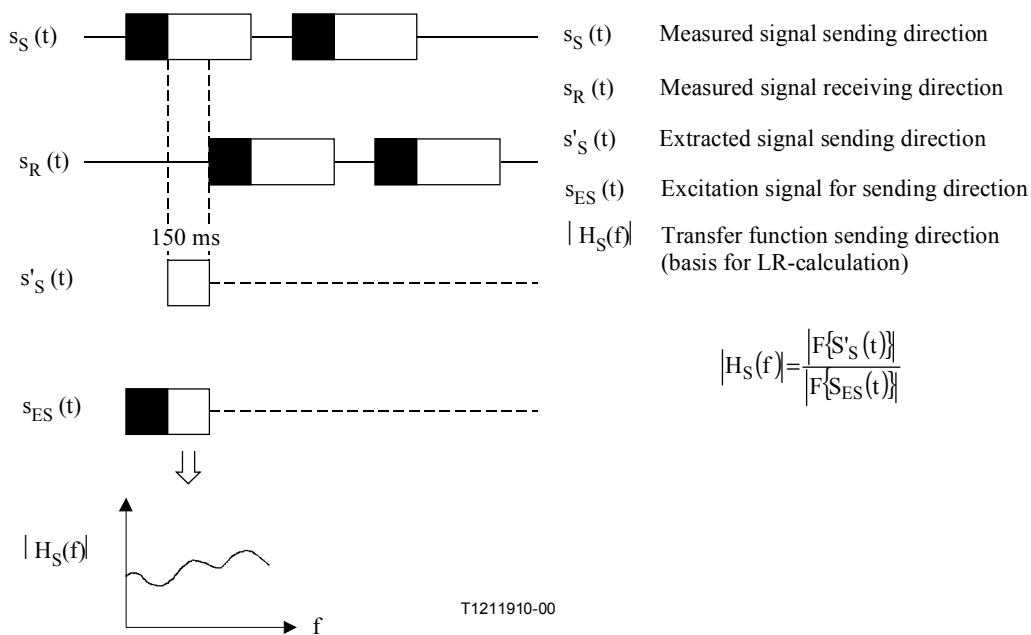 s_S (t)
s_S (t) Measured signal sending direction
s_R (t) Measured signal receiving direction
s_R (t)
s'_S (t) Extracted signal sending direction
s_ES (t) Excitation signal for sending direction
150 ms
|H_S(f)| Transfer function sending direction
(basis for LR-calculation)
s'_S (t)
|H_S(f)| = |F{S'_S(t)}| / |F{S_ES(t)}|
s_ES (t)
|H_S(f)|
f
T1211910-00